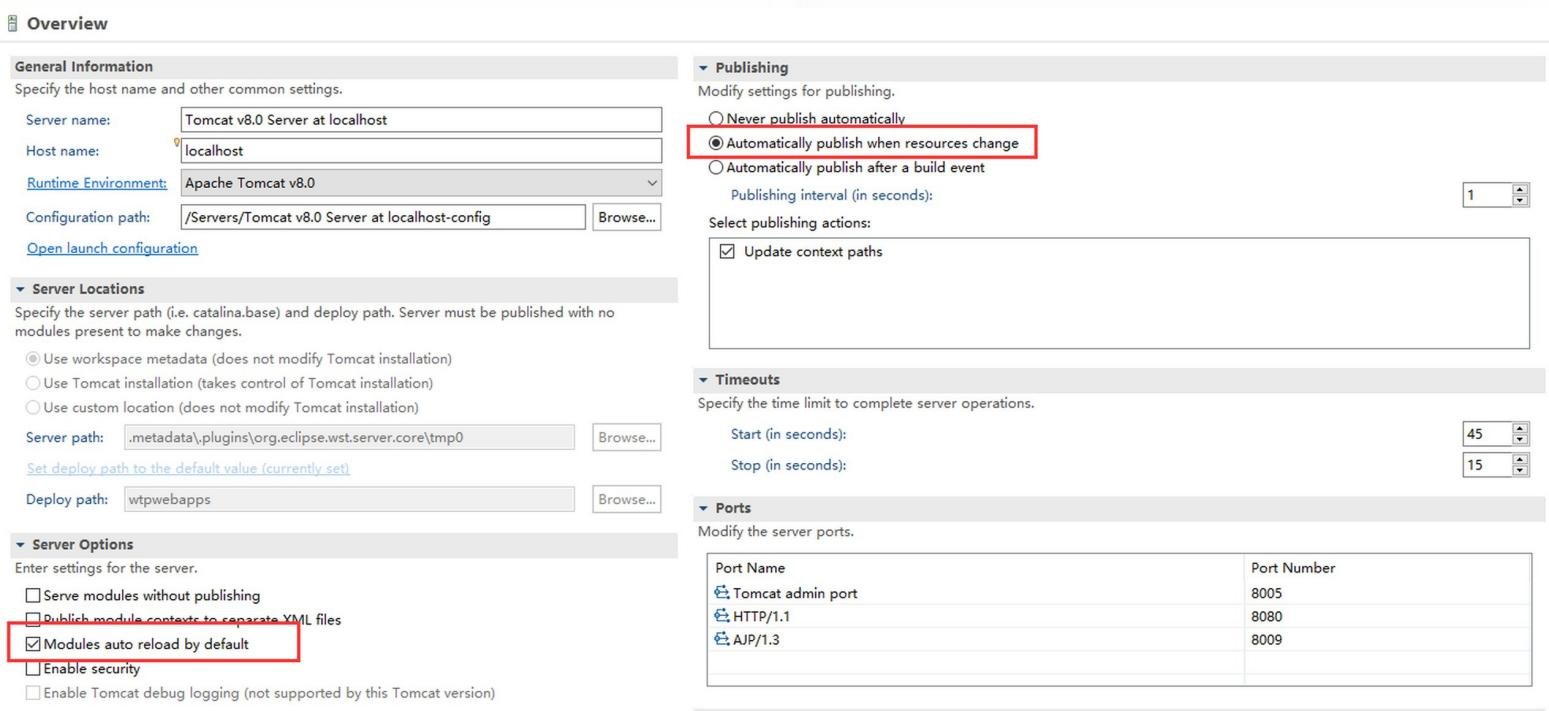 Overview
General Information
Specify the host name and other common settings.
Server name:
Tomcat v8.0 Server at localhost
Host name:
localhost
Runtime Environment:
Apache Tomcat v8.0
Configuration path:
/Servers/Tomcat v8.0 Server at localhost-config
Browse...
Open launch configuration
Server Locations
Specify the server path (i.e. catalina.base) and deploy path. Server must be published with no
modules present to make changes.
Use workspace metadata (does not modify Tomcat installation)
Use Tomcat installation (takes control of Tomcat installation)
Use custom location (does not modify Tomcat installation)
Server path:
.metadata\.plugins\org.eclipse.wst.server.core\tmp0
Browse...
Set deploy path to the default value (currently set)
Deploy path:
wtpwebapps
Browse...
Server Options
Enter settings for the server.
Serve modules without publishing
Publish module contexts to separate XML files
Modules auto reload by default
Enable security
Enable Tomcat debug logging (not supported by this Tomcat version)
Publishing
Modify settings for publishing.
Never publish automatically
Automatically publish when resources change
Automatically publish after a build event
Publishing interval (in seconds):
1
Select publishing actions:
Update context paths
Timeouts
Specify the time limit to complete server operations.
Start (in seconds):
45
Stop (in seconds):
15
Ports
Modify the server ports.
Port Name Port Number
Tomcat admin port 8005
HTTP/1.1 8080
AJP/1.3 8009